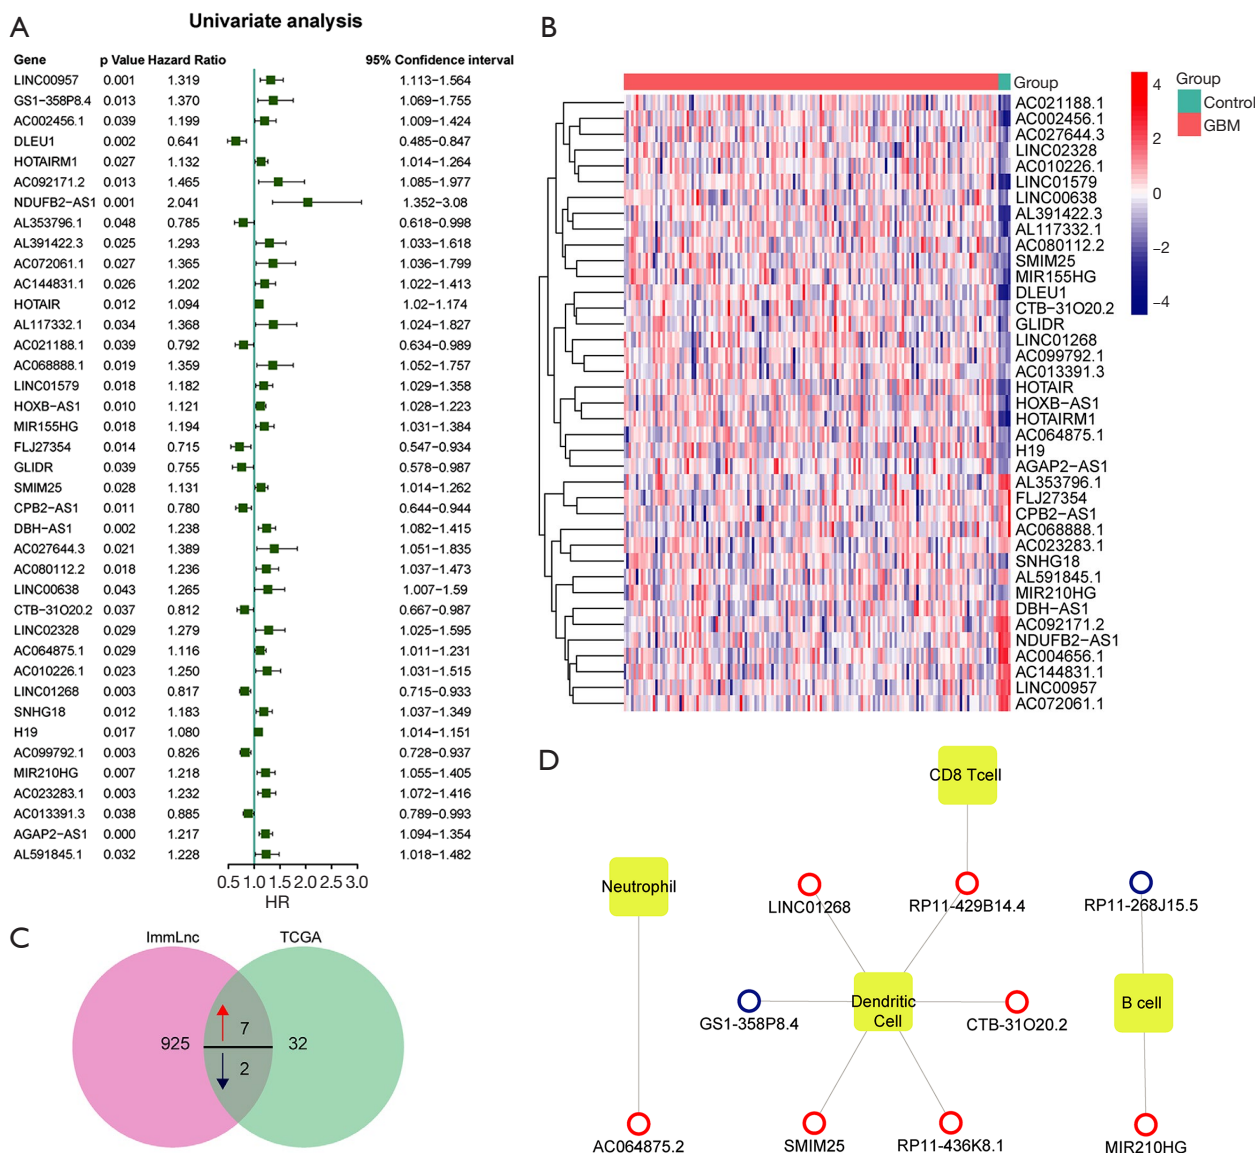 A
Univariate analysis
Gene p Value Hazard Ratio 95% Confidence interval
LINC00957 0.001 1.319 1.113−1.564
GS1−358P8.4 0.013 1.370 1.069−1.755
AC002456.1 0.039 1.199 1.009−1.424
DLEU1 0.002 0.641 0.485−0.847
HOTAIRM1 0.027 1.132 1.014−1.264
AC092171.2 0.013 1.465 1.085−1.977
NDUFB2−AS1 0.001 2.041 1.352−3.08
AL353796.1 0.048 0.785 0.618−0.998
AL391422.3 0.025 1.293 1.033−1.618
AC072061.1 0.027 1.365 1.036−1.799
AC144831.1 0.026 1.202 1.022−1.413
HOTAIR 0.012 1.094 1.02−1.174
AL117332.1 0.034 1.368 1.024−1.827
AC021188.1 0.039 0.792 0.634−0.989
AC068888.1 0.019 1.359 1.052−1.757
LINC01579 0.018 1.182 1.029−1.358
HOXB−AS1 0.010 1.121 1.028−1.223
MIR155HG 0.018 1.194 1.031−1.384
FLJ27354 0.014 0.715 0.547−0.934
GLIDR 0.039 0.755 0.578−0.987
SMIM25 0.028 1.131 1.014−1.262
CPB2−AS1 0.011 0.780 0.644−0.944
DBH−AS1 0.002 1.238 1.082−1.415
AC027644.3 0.021 1.389 1.051−1.835
AC080112.2 0.018 1.236 1.037−1.473
LINC00638 0.043 1.265 1.007−1.59
CTB−31O20.2 0.037 0.812 0.667−0.987
LINC02328 0.029 1.279 1.025−1.595
AC064875.1 0.029 1.116 1.011−1.231
AC010226.1 0.023 1.250 1.031−1.515
LINC01268 0.003 0.817 0.715−0.933
SNHG18 0.012 1.183 1.037−1.349
H19 0.017 1.080 1.014−1.151
AC099792.1 0.003 0.826 0.728−0.937
MIR210HG 0.007 1.218 1.055−1.405
AC023283.1 0.003 1.232 1.072−1.416
AC013391.3 0.038 0.885 0.789−0.993
AGAP2−AS1 0.000 1.217 1.094−1.354
AL591845.1 0.032 1.228 1.018−1.482
0.5 1.0 1.5 2.0 2.5 3.0
HR
B
Group
AC021188.1
AC002456.1
AC027644.3
LINC02328
AC010226.1
LINC01579
LINC00638
AL391422.3
AL117332.1
AC080112.2
SMIM25
MIR155HG
DLEU1
CTB−31O20.2
GLIDR
LINC01268
AC099792.1
AC013391.3
HOTAIR
HOXB−AS1
HOTAIRM1
AC064875.1
H19
AGAP2−AS1
AL353796.1
FLJ27354
CPB2−AS1
AC068888.1
AC023283.1
SNHG18
AL591845.1
MIR210HG
DBH−AS1
AC092171.2
NDUFB2−AS1
AC004656.1
AC144831.1
LINC00957
AC072061.1
4
2
0
−2
−4
Group
Control
GBM
C
ImmLnc TCGA
925 7 2 32
D
CD8 Tcell
Neutrophil
LINC01268 RP11-429B14.4 RP11-268J15.5
Dendritic
Cell
B cell
GS1-358P8.4 CTB-31O20.2
AC064875.2 SMIM25 RP11-436K8.1 MIR210HG